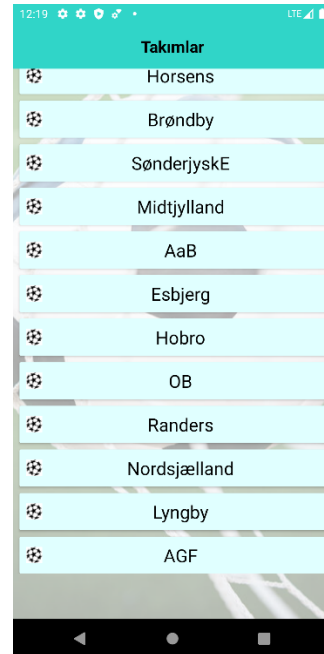 12:19 LTE
Takımlar
Horsens
Brøndby
SønderjyskE
Midtjylland
AaB
Esbjerg
Hobro
OB
Randers
Nordsjælland
Lyngby
AGF